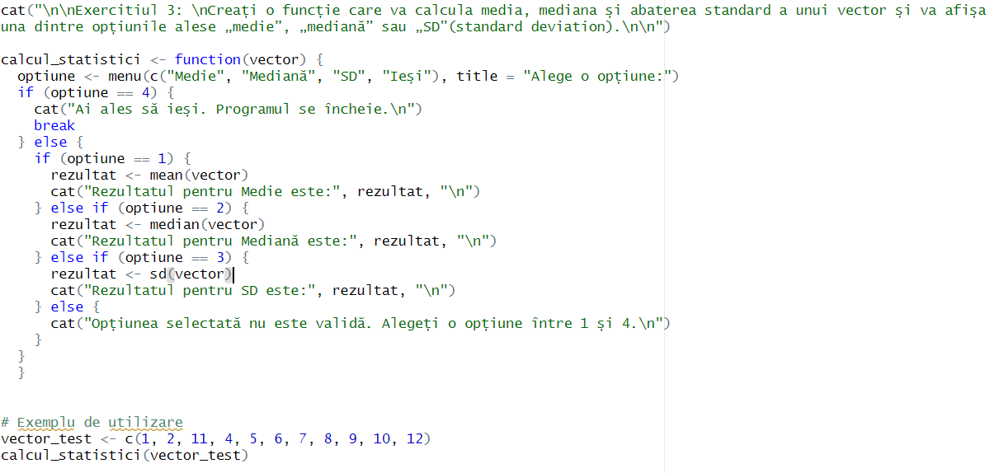 cat("\n\nExercitiul 3: \nCreați o funcție care va calcula media, mediana și abaterea standard a unui vector și va afișa
una dintre opțiunile alese „medie”, „mediană” sau „SD”(standard deviation).\n\n")

calcul_statistici <- function(vector) {
  optiune <- menu(c("Medie", "Mediană", "SD", "Ieși"), title = "Alege o opțiune:")
  if (optiune == 4) {
    cat("Ai ales să ieși. Programul se încheie.\n")
    break
  } else {
    if (optiune == 1) {
      rezultat <- mean(vector)
      cat("Rezultatul pentru Medie este:", rezultat, "\n")
    } else if (optiune == 2) {
      rezultat <- median(vector)
      cat("Rezultatul pentru Mediană este:", rezultat, "\n")
    } else if (optiune == 3) {
      rezultat <- sd(vector)
      cat("Rezultatul pentru SD este:", rezultat, "\n")
    } else {
      cat("Opțiunea selectată nu este validă. Alegeți o opțiune între 1 și 4.\n")
    }
  }
  }

# Exemplu de utilizare
vector_test <- c(1, 2, 11, 4, 5, 6, 7, 8, 9, 10, 12)
calcul_statistici(vector_test)